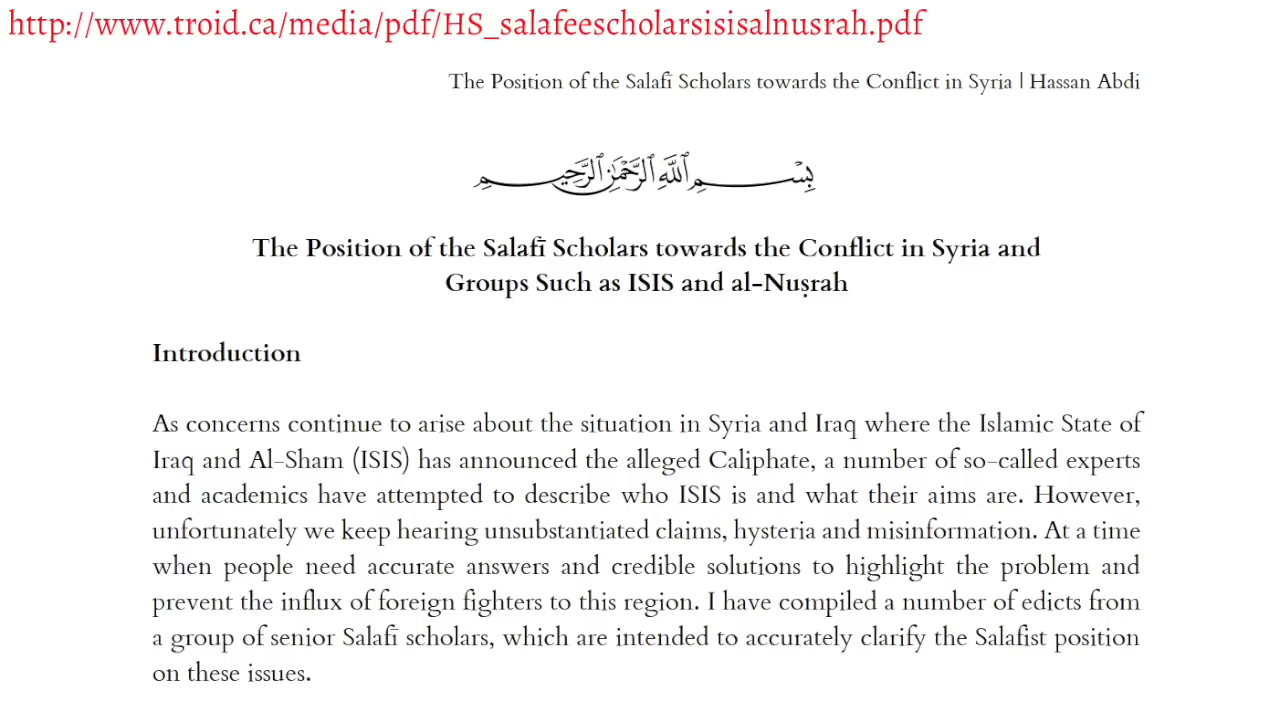 http://www.troid.ca/media/pdf/HS_salafeescholarsisisalnusrah.pdf
The Position of the Salafī Scholars towards the Conflict in Syria | Hassan Abdi
بِسْمِ اللَّهِ الرَّحْمَٰنِ الرَّحِيمِ
The Position of the Salafī Scholars towards the Conflict in Syria and
Groups Such as ISIS and al-Nuṣrah
Introduction
As concerns continue to arise about the situation in Syria and Iraq where the Islamic State of
Iraq and Al-Sham (ISIS) has announced the alleged Caliphate, a number of so-called experts
and academics have attempted to describe who ISIS is and what their aims are. However,
unfortunately we keep hearing unsubstantiated claims, hysteria and misinformation. At a time
when people need accurate answers and credible solutions to highlight the problem and
prevent the influx of foreign fighters to this region. I have compiled a number of edicts from
a group of senior Salafī scholars, which are intended to accurately clarify the Salafist position
on these issues.